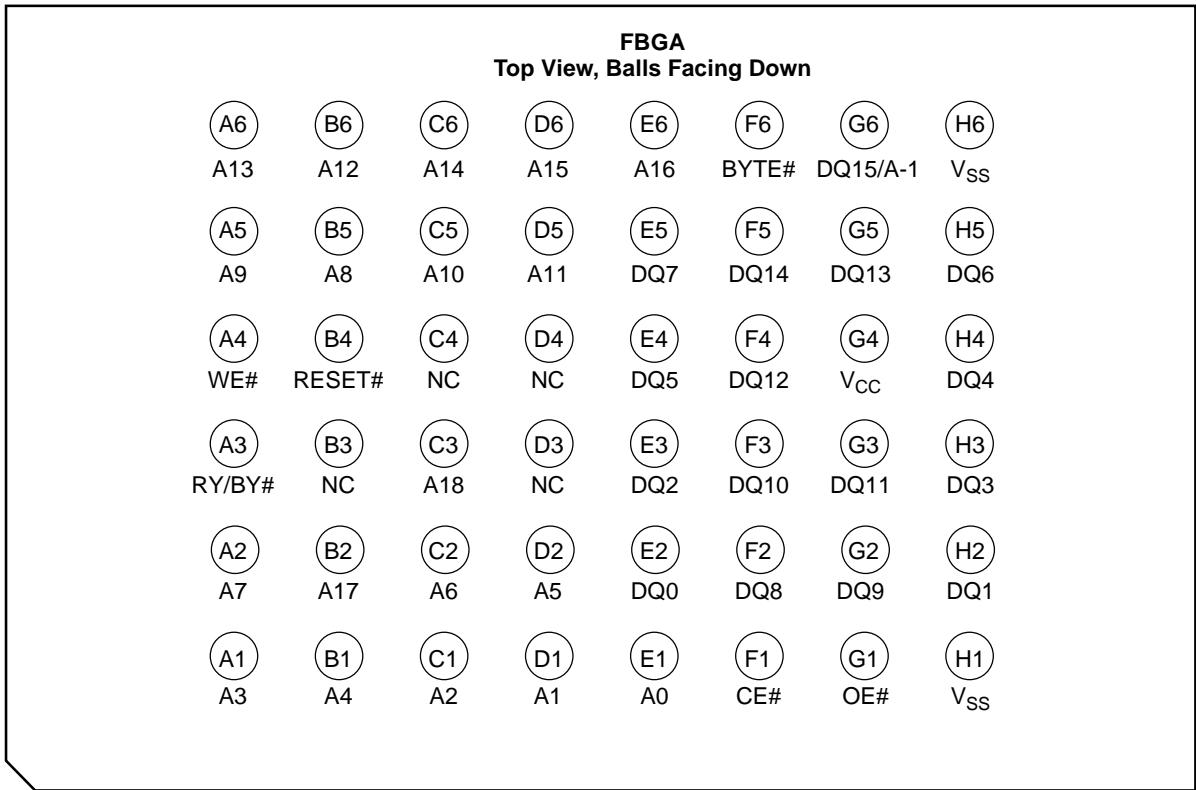 FBGA
Top View, Balls Facing Down
A6 B6 C6 D6 E6 F6 G6 H6
A13 A12 A14 A15 A16 BYTE# DQ15/A-1 VSS
A5 B5 C5 D5 E5 F5 G5 H5
A9 A8 A10 A11 DQ7 DQ14 DQ13 DQ6
A4 B4 C4 D4 E4 F4 G4 H4
WE# RESET# NC NC DQ5 DQ12 VCC DQ4
A3 B3 C3 D3 E3 F3 G3 H3
RY/BY# NC A18 NC DQ2 DQ10 DQ11 DQ3
A2 B2 C2 D2 E2 F2 G2 H2
A7 A17 A6 A5 DQ0 DQ8 DQ9 DQ1
A1 B1 C1 D1 E1 F1 G1 H1
A3 A4 A2 A1 A0 CE# OE# VSS